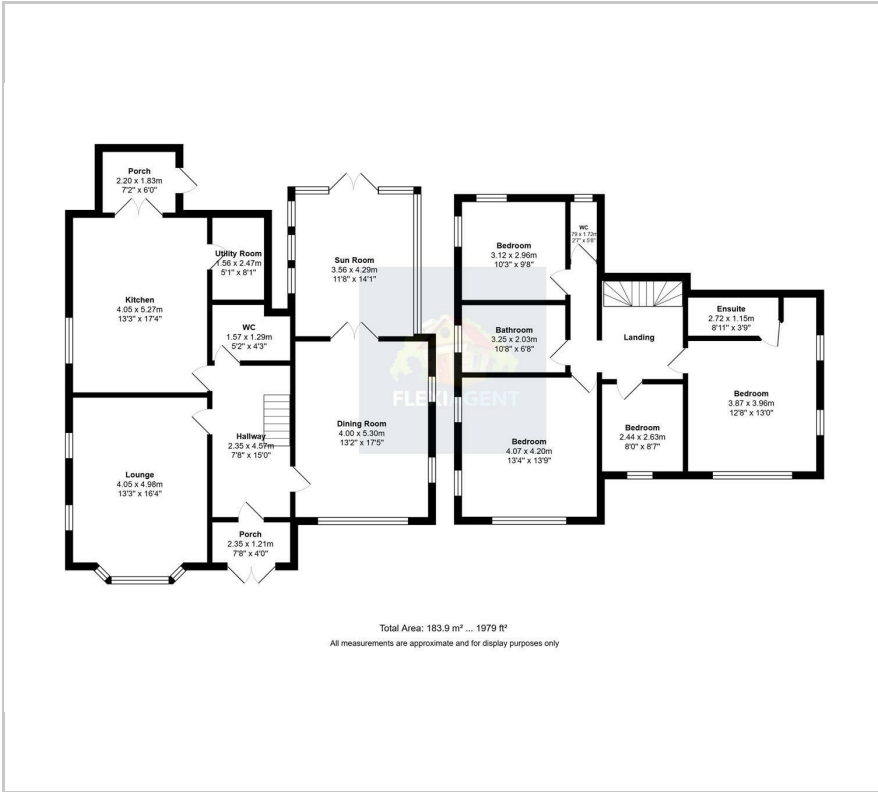 Porch
2.20 x 1.83m
7'2" x 6'0"
Kitchen
4.05 x 5.27m
13'3" x 17'4"
Utility Room
1.56 x 2.47m
5'1" x 8'1"
WC
1.57 x 1.29m
5'2" x 4'3"
Lounge
4.05 x 4.98m
13'3" x 16'4"
Hallway
2.35 x 4.57m
7'8" x 15'0"
Porch
2.35 x 1.21m
7'8" x 4'0"
Sun Room
3.56 x 4.29m
11'8" x 14'1"
Dining Room
4.00 x 5.30m
13'2" x 17'5"
Bedroom
3.12 x 2.96m
10'3" x 9'8"
WC
.79 x 1.72m
2'7" x 5'8"
Bathroom
3.25 x 2.03m
10'8" x 6'8"
Landing
Ensuite
2.72 x 1.15m
8'11" x 3'9"
Bedroom
3.87 x 3.96m
12'8" x 13'0"
Bedroom
2.44 x 2.63m
8'0" x 8'7"
Bedroom
4.07 x 4.20m
13'4" x 13'9"
Total Area: 183.9 m² ... 1979 ft²
All measurements are approximate and for display purposes only